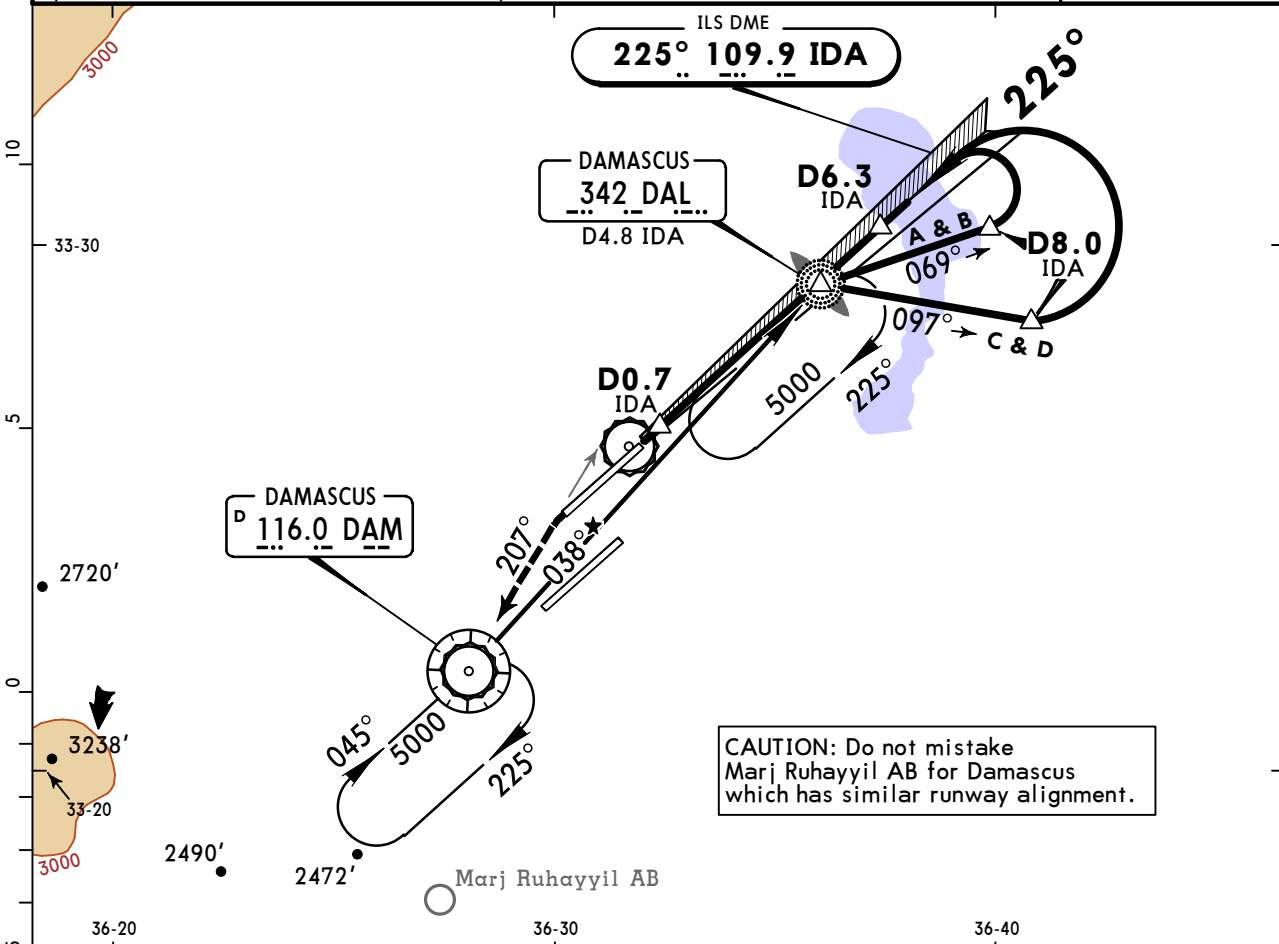 ILS DME
225° 109.9 IDA
225°
3000
10
DAMASCUS
342 DAL
D4.8 IDA
D6.3
IDA
A & B
069°
D8.0
IDA
33-30
097°
C & D
D0.7
IDA
5000
225°
5
DAMASCUS
D 116.0 DAM
207°
038°
2720'
0
045°
5000
225°
3238'
33-20
3000
CAUTION: Do not mistake
Marj Ruhayyil AB for Damascus
which has similar runway alignment.
2490'
2472'
Marj Ruhayyil AB
36-20
36-30
36-40